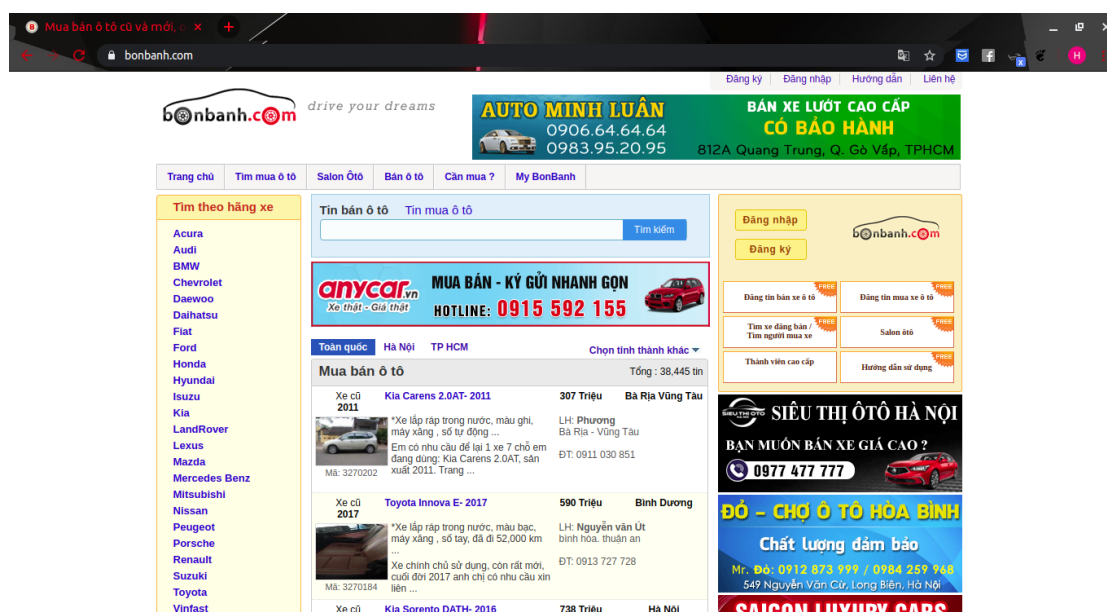 Mua bán ô tô cũ và mới,
bonbanh.com
Đăng ký Đăng nhập Hướng dẫn Liên hệ
bonbanh.com
drive your dreams
AUTO MINH LUÂN
0906.64.64.64
0983.95.20.95
BÁN XE LƯỚT CAO CẤP
CÓ BẢO HÀNH
812A Quang Trung, Q. Gò Vấp, TPHCM
Trang chủ Tìm mua ô tô Salon Ôtô Bán ô tô Cần mua ? My BonBanh
Tìm theo hãng xe
Acura
Audi
BMW
Chevrolet
Daewoo
Daihatsu
Fiat
Ford
Honda
Hyundai
Isuzu
Kia
LandRover
Lexus
Mazda
Mercedes Benz
Mitsubishi
Nissan
Peugeot
Porsche
Renault
Suzuki
Toyota
Vinfast
Tin bán ô tô Tin mua ô tô
Tìm kiếm
anycar.vn
Xe thật - Giá thật
MUA BÁN - KÝ GỬI NHANH GỌN
HOTLINE: 0915 592 155
Toàn quốc Hà Nội TP HCM
Chọn tỉnh thành khác
Mua bán ô tô
Tổng : 38,445 tin
Xe cũ
2011
Kia Carens 2.0AT- 2011
307 Triệu
Bà Rịa Vũng Tàu
*Xe lắp ráp trong nước, màu ghi,
máy xăng , số tự động ...
Em có nhu cầu để lại 1 xe 7 chỗ em
đang dùng: Kia Carens 2.0AT, sản
xuất 2011. Trang ...
LH: Phương
Bà Rịa - Vũng Tàu
ĐT: 0911 030 851
Mã: 3270202
Xe cũ
2017
Toyota Innova E- 2017
590 Triệu
Bình Dương
*Xe lắp ráp trong nước, màu bạc,
máy xăng , số tay, đã đi 52,000 km
...
Xe chính chủ sử dụng, còn rất mới,
cuối đời 2017 anh chị có nhu cầu xin
liên ...
LH: Nguyễn văn Út
bình hòa. thuận an
ĐT: 0913 727 728
Mã: 3270184
Xe cũ
Kia Sorento DATH- 2016
738 Triệu
Hà Nội
Đăng nhập
Đăng ký
bonbanh.com
Đăng tin bán xe ô tô
FREE
Đăng tin mua xe ô tô
FREE
Tìm xe đăng bán /
Tìm người mua xe
FREE
Salon ôtô
FREE
Thành viên cao cấp
Hướng dẫn sử dụng
FREE
SIÊU THỊ ÔTÔ
SIÊU THỊ ÔTÔ HÀ NỘI
BẠN MUỐN BÁN XE GIÁ CAO ?
0977 477 777
ĐỎ - CHỢ Ô TÔ HÒA BÌNH
Chất lượng đảm bảo
Mr. Đỏ: 0912 873 999 / 0984 259 968
549 Nguyễn Văn Cừ, Long Biên, Hà Nội
SAIGON LUXURY CARS